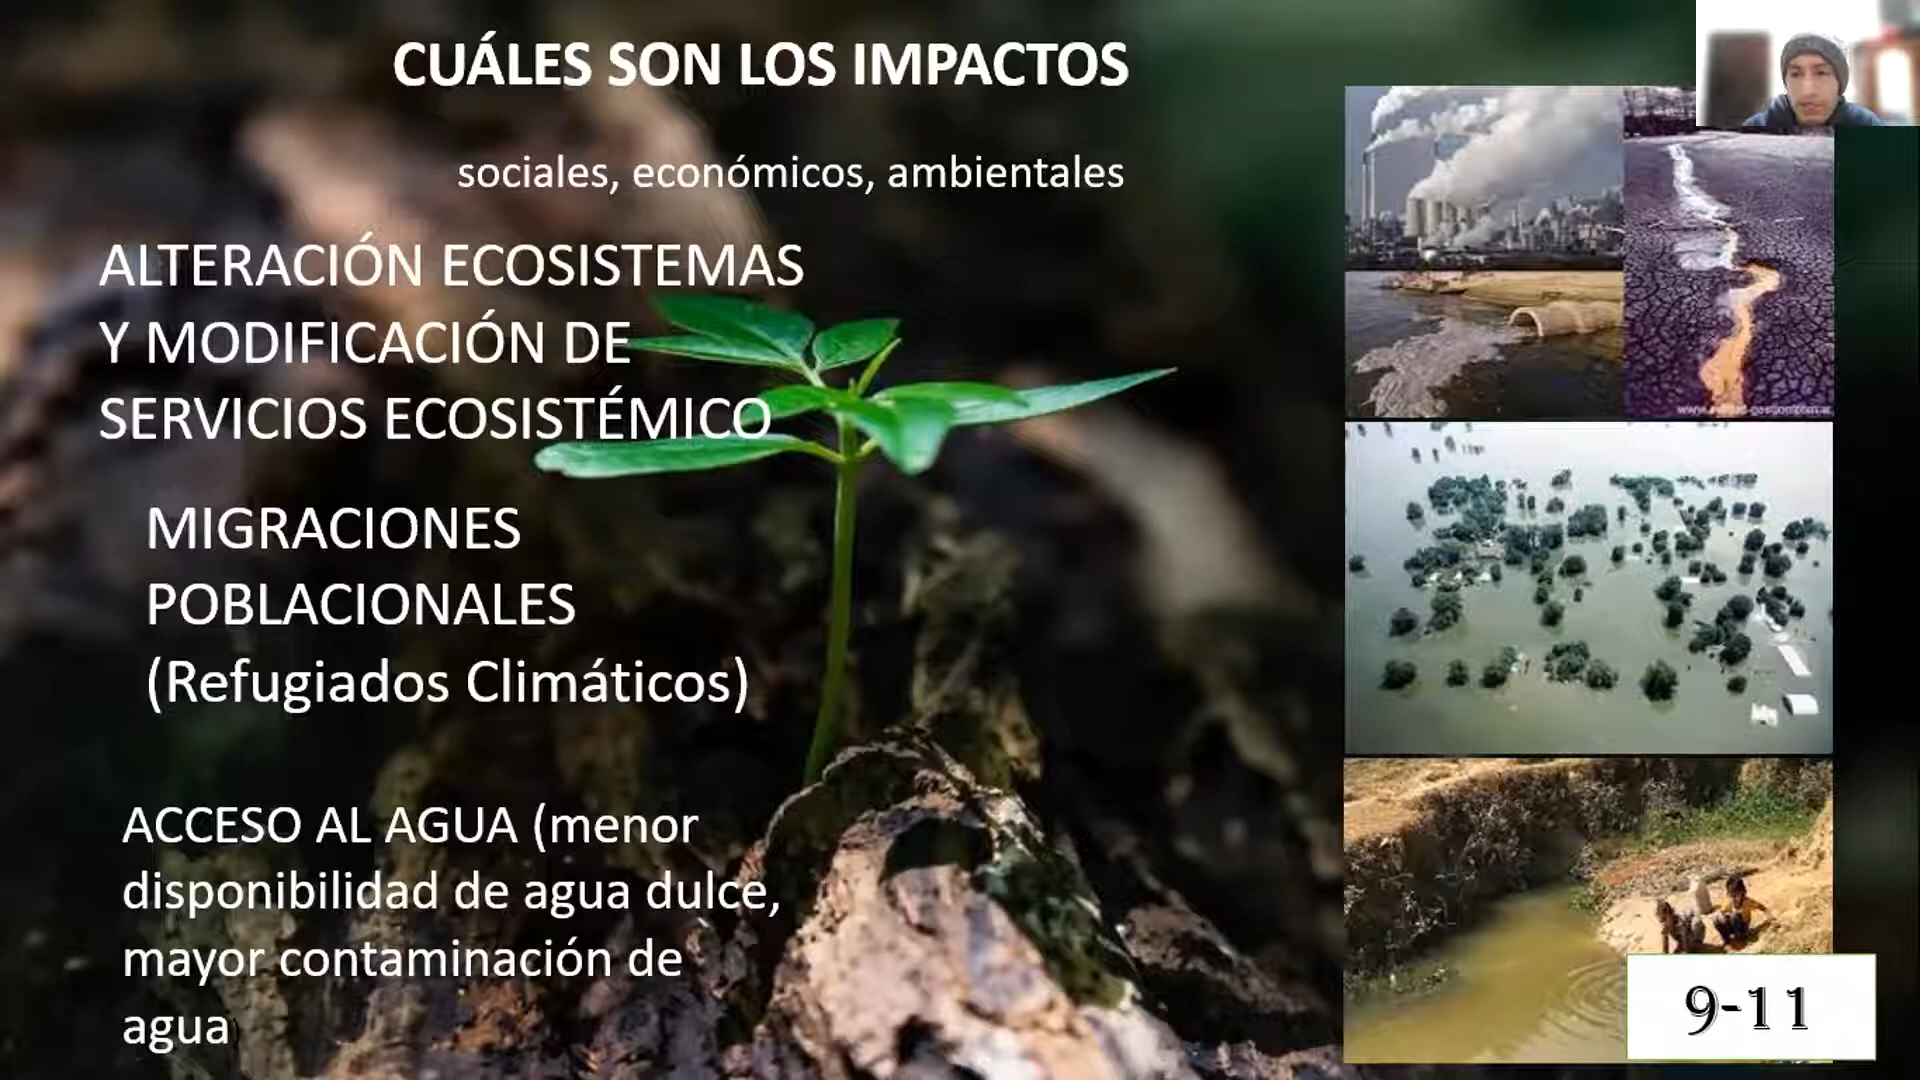 CUÁLES SON LOS IMPACTOS
sociales, económicos, ambientales
ALTERACIÓN ECOSISTEMAS
Y MODIFICACIÓN DE
SERVICIOS ECOSISTÉMICO
MIGRACIONES
POBLACIONALES
(Refugiados Climáticos)
ACCESO AL AGUA (menor
disponibilidad de agua dulce,
mayor contaminación de
agua
9-11